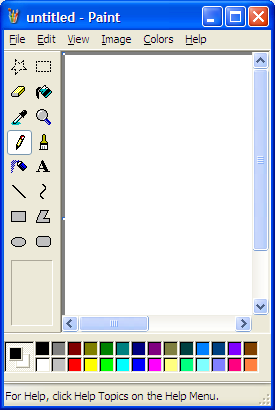 untitled - Paint
File Edit View Image Colors Help
A
For Help, click Help Topics on the Help Menu.